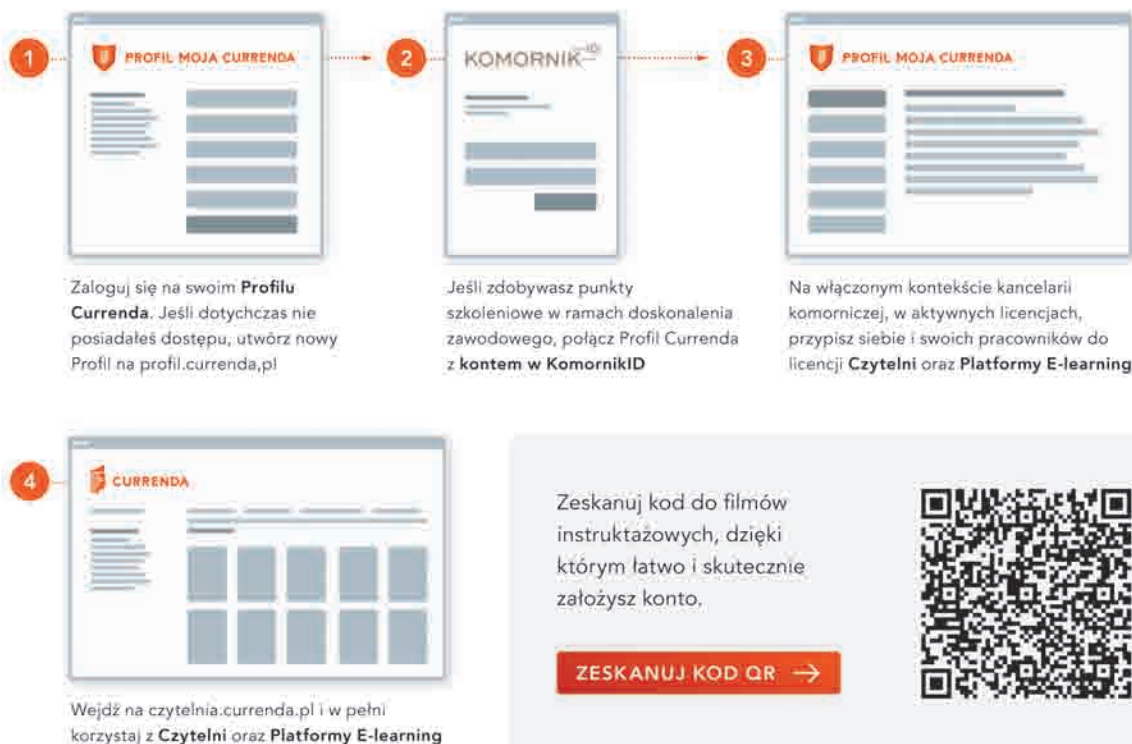 1
PROFIL MOJA CURRENDA
2
KOMORNIK ID
3
PROFIL MOJA CURRENDA
Zaloguj się na swoim Profilu
Currenda. Jeśli dotychczas nie
posiadałeś dostępu, utwórz nowy
Profil na profil.currenda,pl
Jeśli zdobywasz punkty
szkoleniowe w ramach doskonalenia
zawodowego, połącz Profil Currenda
z kontem w KomornikID
Na włączonym kontekście kancelarii
komorniczej, w aktywnych licencjach,
przypisz siebie i swoich pracowników do
licencji Czytelni oraz Platformy E-learning
4
CURRENDA
Wejdź na czytelnia.currenda.pl i w pełni
korzystaj z Czytelni oraz Platformy E-learning
Zeskanuj kod do filmów
instruktażowych, dzięki
którym łatwo i skutecznie
założysz konto.
ZESKANUJ KOD QR →